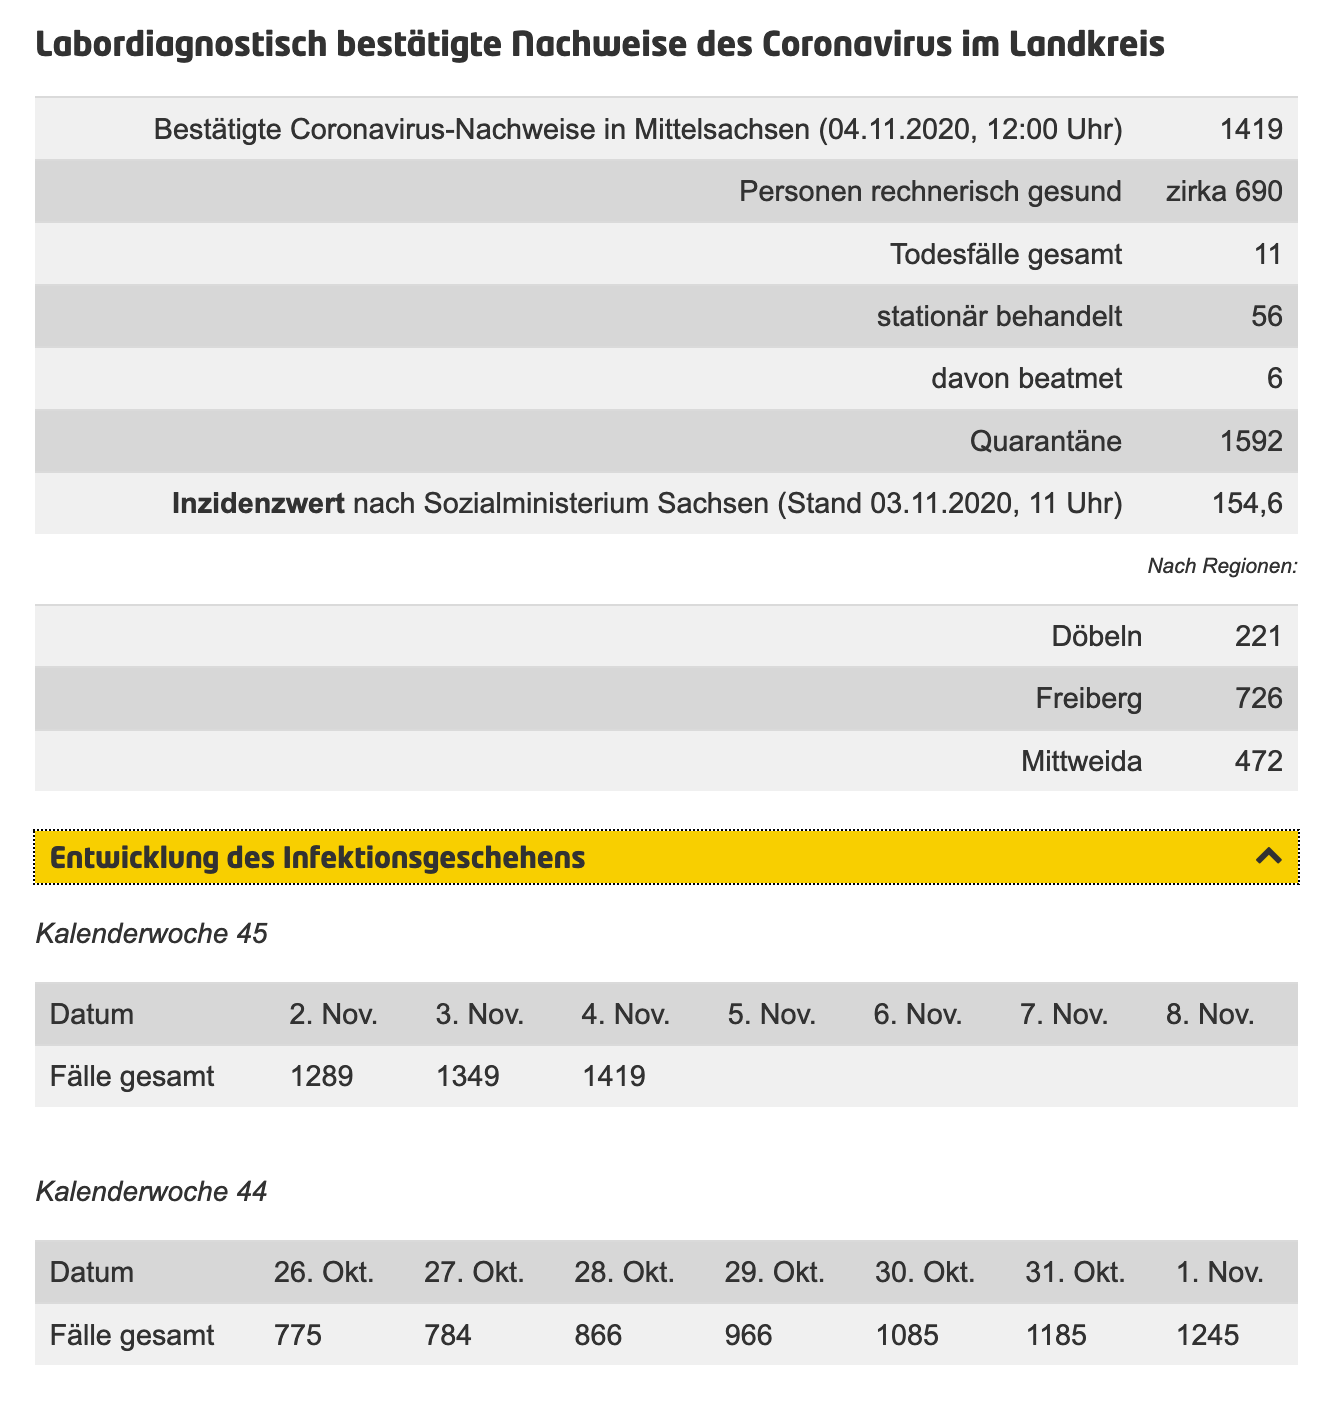 Labordiagnostisch bestätigte Nachweise des Coronavirus im Landkreis
Bestätigte Coronavirus-Nachweise in Mittelsachsen (04.11.2020, 12:00 Uhr) 1419
Personen rechnerisch gesund zirka 690
Todesfälle gesamt 11
stationär behandelt 56
davon beatmet 6
Quarantäne 1592
Inzidenzwert nach Sozialministerium Sachsen (Stand 03.11.2020, 11 Uhr) 154,6
Nach Regionen:
Döbeln 221
Freiberg 726
Mittweida 472
Entwicklung des Infektionsgeschehens
Kalenderwoche 45
Datum 2. Nov. 3. Nov. 4. Nov. 5. Nov. 6. Nov. 7. Nov. 8. Nov.
Fälle gesamt 1289 1349 1419
Kalenderwoche 44
Datum 26. Okt. 27. Okt. 28. Okt. 29. Okt. 30. Okt. 31. Okt. 1. Nov.
Fälle gesamt 775 784 866 966 1085 1185 1245